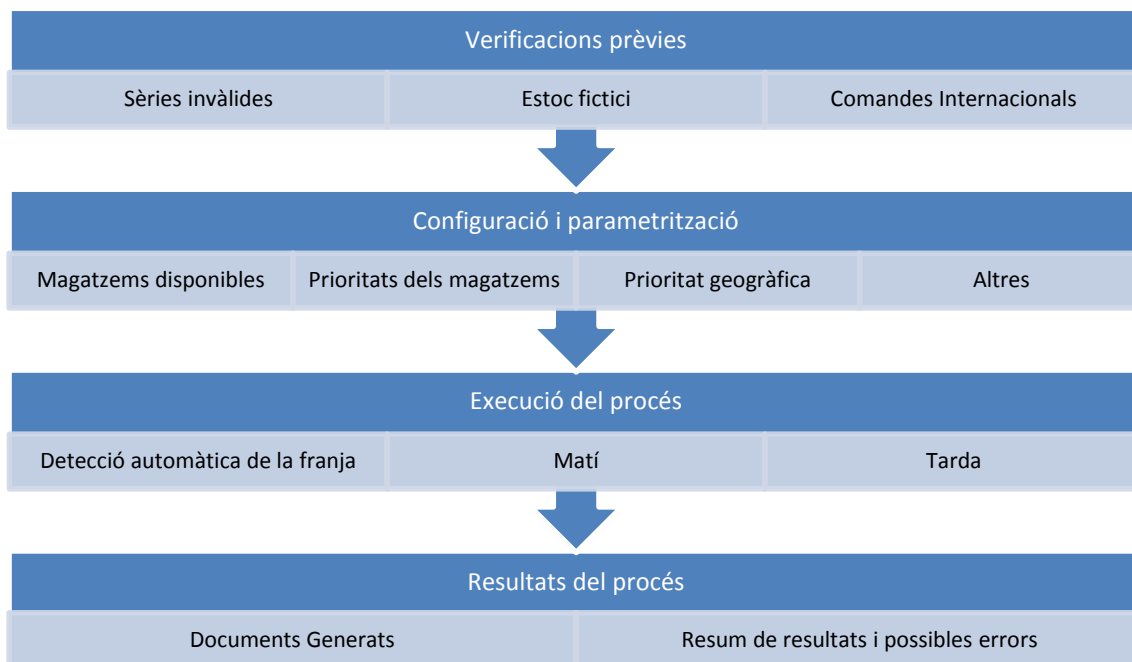 Verificacions prèvies
Sèries invàlides
Estoc fictici
Comandes Internacionals
Configuració i parametrització
Magatzems disponibles
Prioritats dels magatzems
Prioritat geogràfica
Altres
Execució del procés
Detecció automàtica de la franja
Matí
Tarda
Resultats del procés
Documents Generats
Resum de resultats i possibles errors